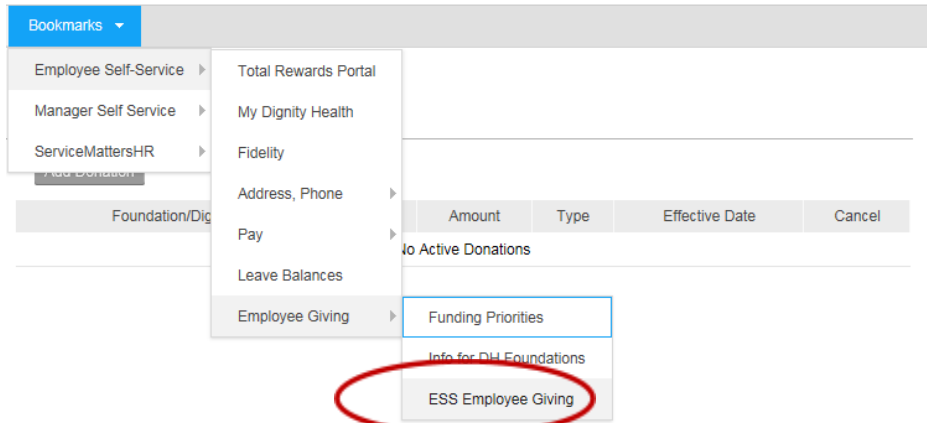 Bookmarks
Employee Self-Service
Manager Self Service
ServiceMattersHR
Total Rewards Portal
My Dignity Health
Fidelity
Address, Phone
Pay
Leave Balances
Employee Giving
Funding Priorities
Info for DH Foundations
ESS Employee Giving
Add Donation
Foundation/Dig Amount Type Effective Date Cancel
No Active Donations